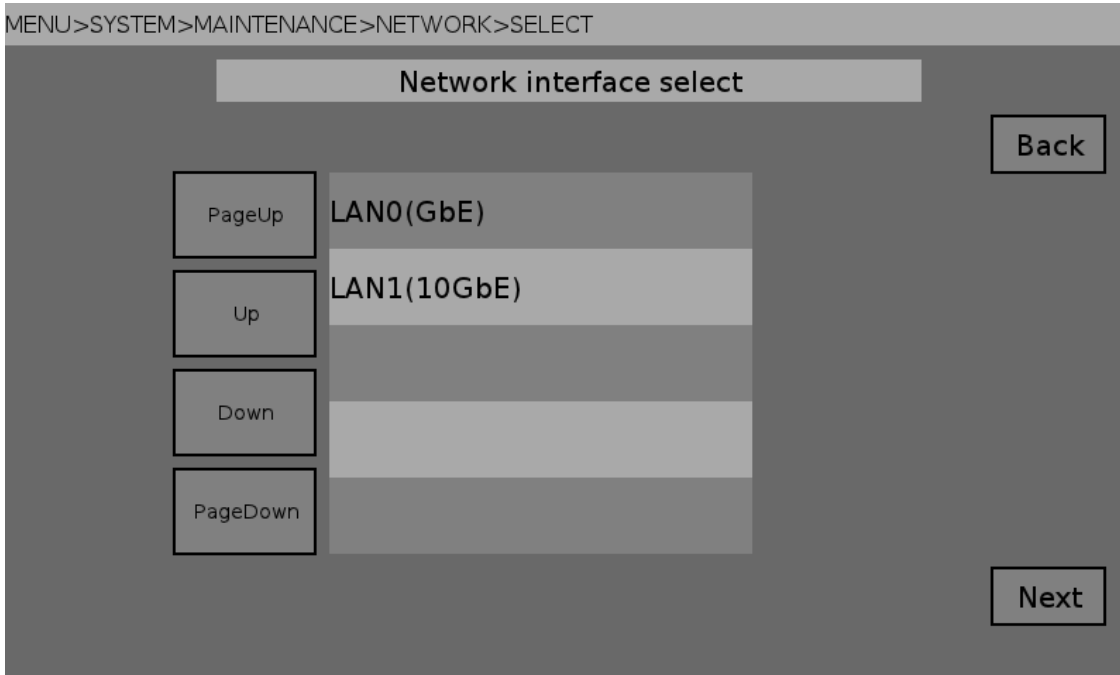 MENU>SYSTEM>MAINTENANCE>NETWORK>SELECT
Network interface select
Back
PageUp
LAN0(GbE)
LAN1(10GbE)
Up
Down
PageDown
Next